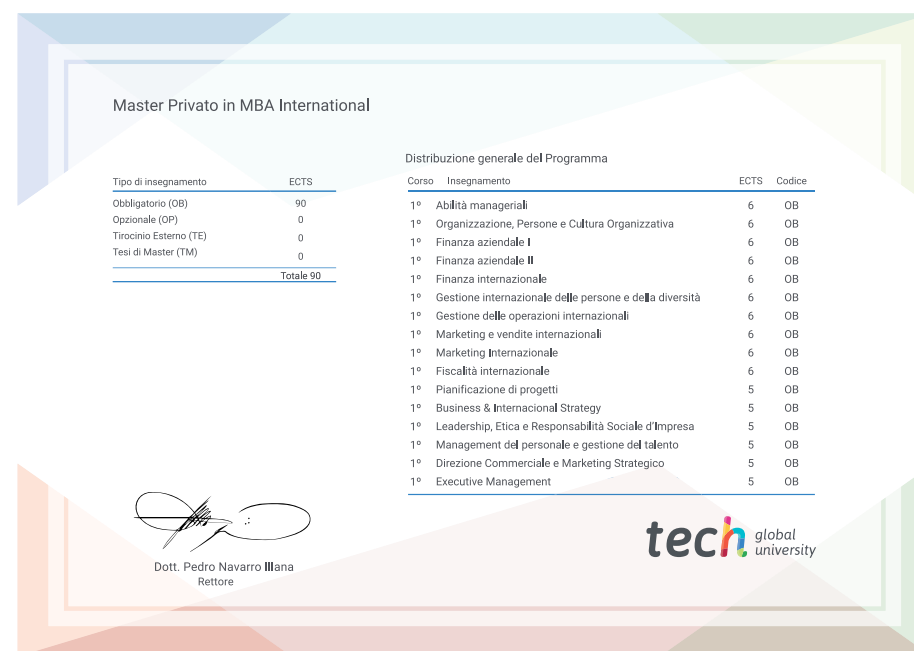 Master Privato in MBA International
Tipo di insegnamento ECTS
Obbligatorio (OB) 90
Opzionale (OP) 0
Tirocinio Esterno (TE) 0
Tesi di Master (TM) 0
Totale 90
Distribuzione generale del Programma
Corso Insegnamento ECTS Codice
1º Abilità manageriali 6 OB
1º Organizzazione, Persone e Cultura Organizzativa 6 OB
1º Finanza aziendale I 6 OB
1º Finanza aziendale II 6 OB
1º Finanza internazionale 6 OB
1º Gestione internazionale delle persone e della diversità 6 OB
1º Gestione delle operazioni internazionali 6 OB
1º Marketing e vendite internazionali 6 OB
1º Marketing Internazionale 6 OB
1º Fiscalità internazionale 6 OB
1º Pianificazione di progetti 5 OB
1º Business & Internacional Strategy 5 OB
1º Leadership, Etica e Responsabilità Sociale d'Impresa 5 OB
1º Management del personale e gestione del talento 5 OB
1º Direzione Commerciale e Marketing Strategico 5 OB
1º Executive Management 5 OB
Dott. Pedro Navarro Illana
Rettore
tech global university